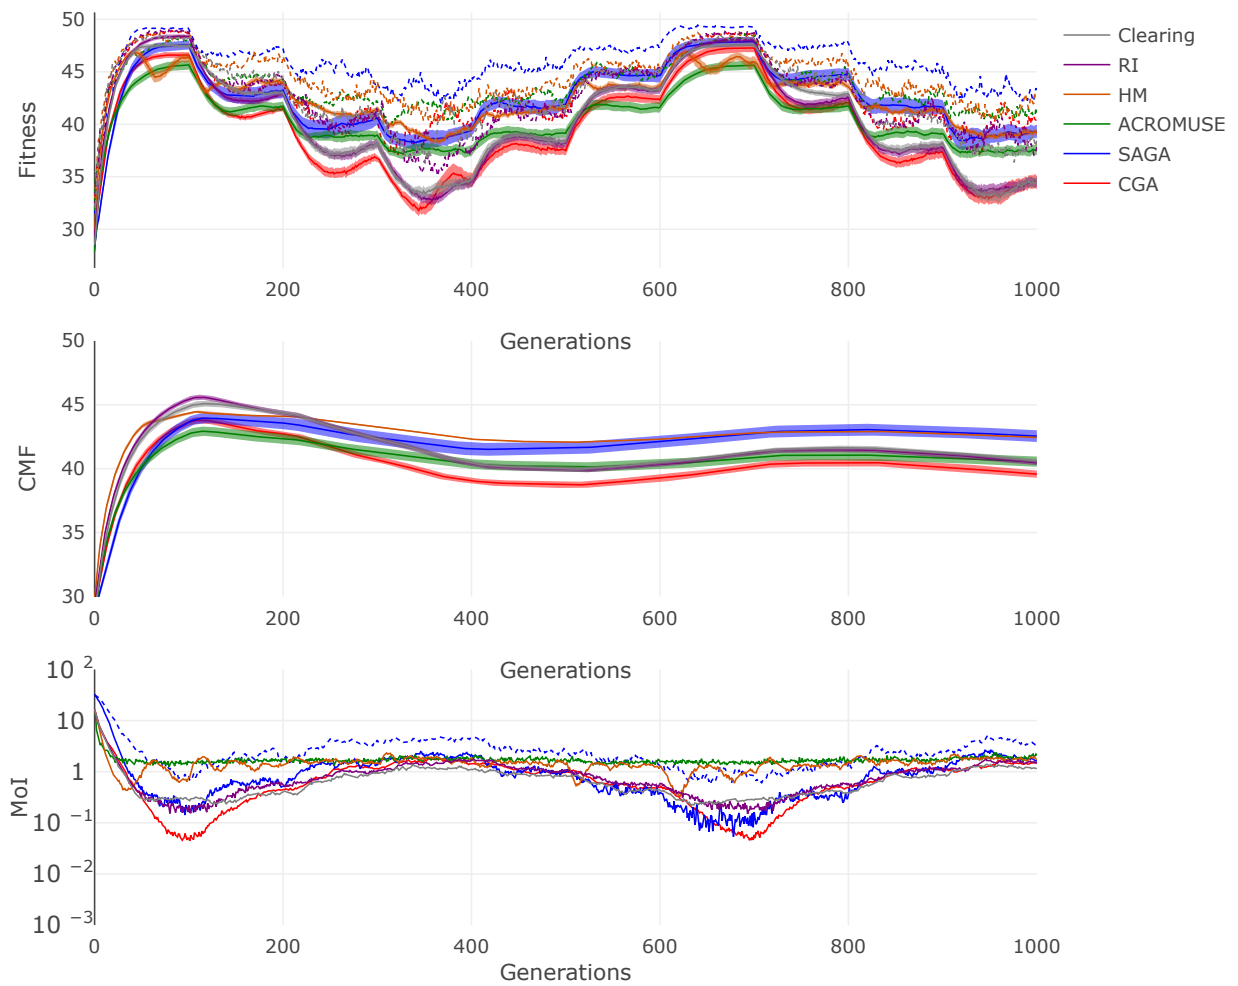 50
45
40
35
30
Fitness
0
200
400
600
800
1000
Generations
Clearing
RI
HM
ACROMUSE
SAGA
CGA
50
45
40
35
30
CMF
0
200
400
600
800
1000
Generations
10 2
10
1
10 −1
10 −2
10 −3
MoI
0
200
400
600
800
1000
Generations